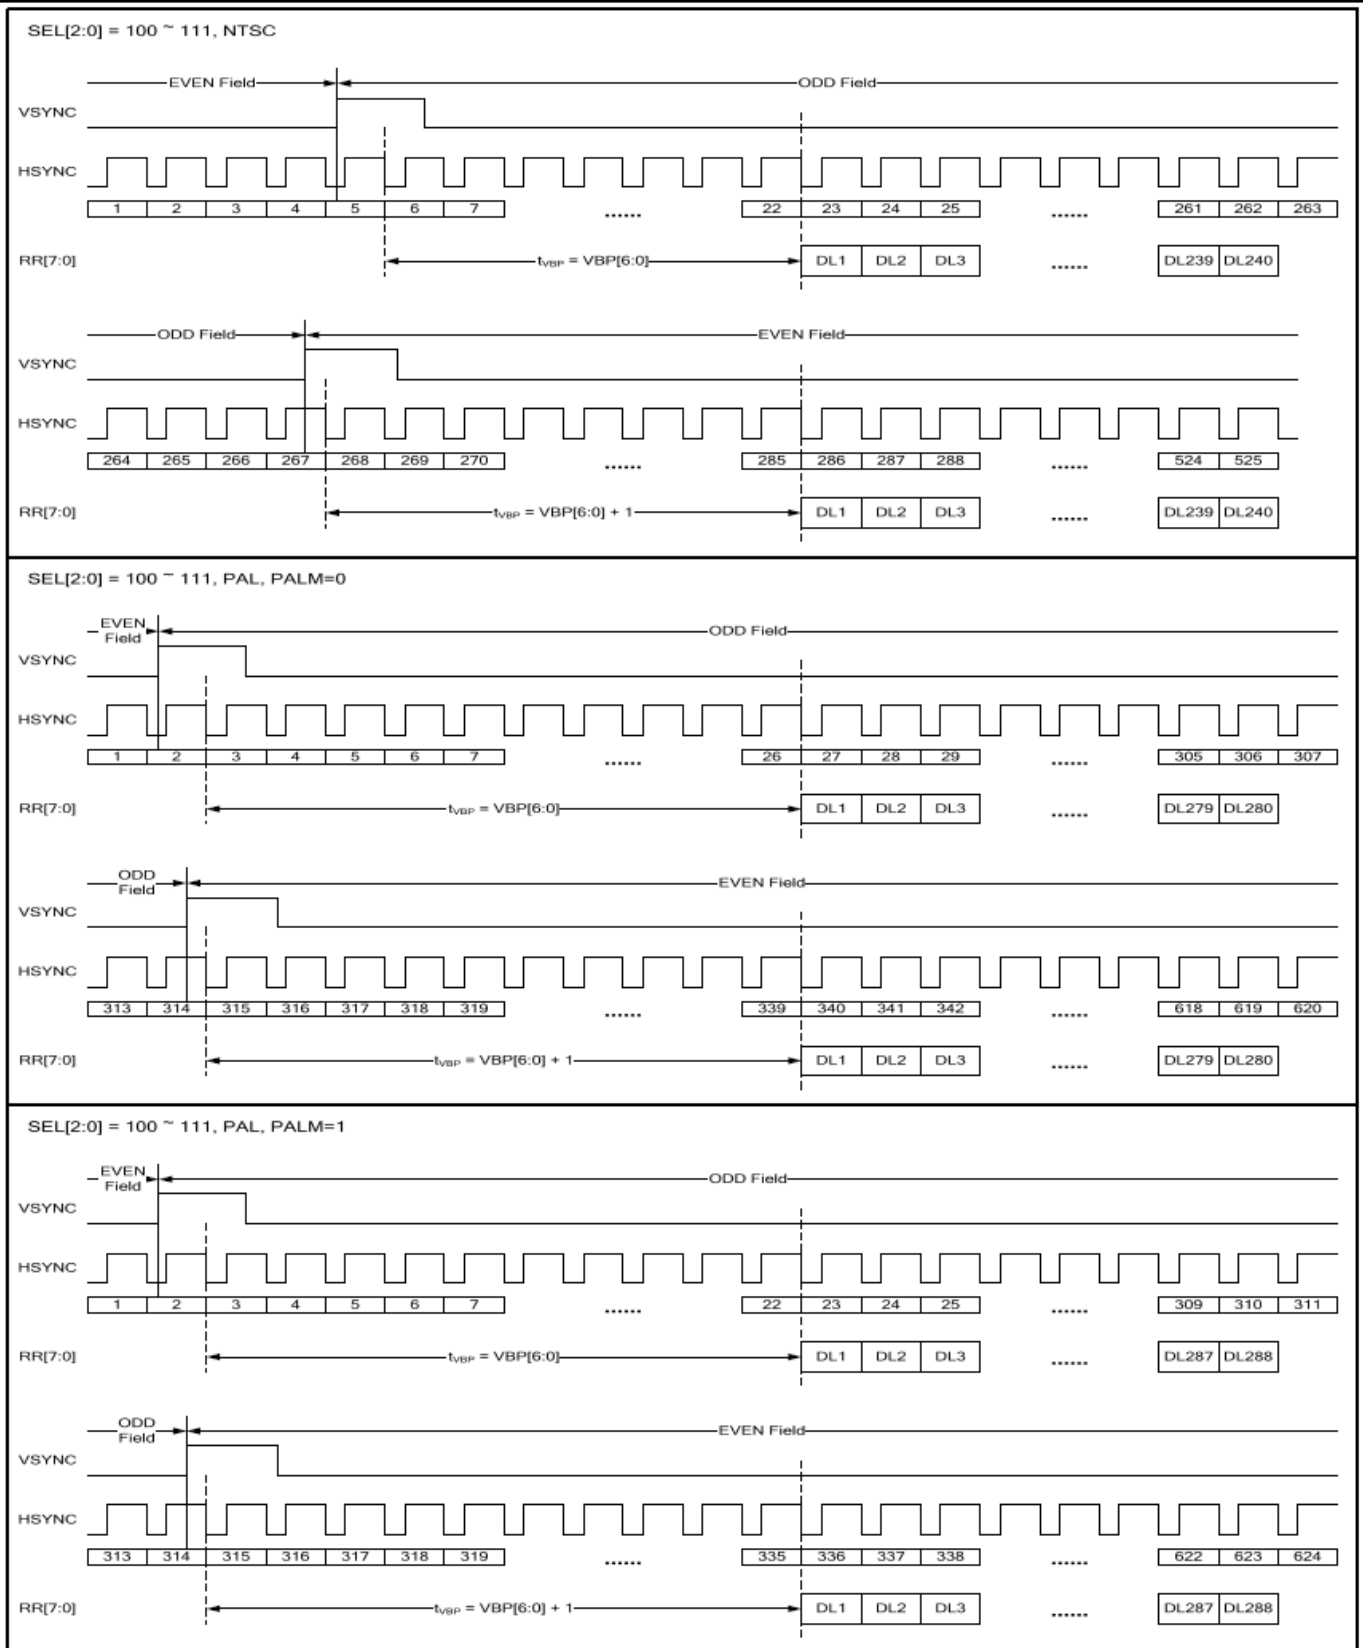 SEL[2:0] = 100 ~ 111, NTSC
EVEN Field ODD Field
VSYNC
HSYNC
1 2 3 4 5 6 7 ...... 22 23 24 25 ...... 261 262 263
RR[7:0] tVBP = VBP[6:0] DL1 DL2 DL3 ...... DL239 DL240
ODD Field EVEN Field
VSYNC
HSYNC
264 265 266 267 268 269 270 ...... 285 286 287 288 ...... 524 525
RR[7:0] tVBP = VBP[6:0] + 1 DL1 DL2 DL3 ...... DL239 DL240
SEL[2:0] = 100 ~ 111, PAL, PALM=0
EVEN Field ODD Field
VSYNC
HSYNC
1 2 3 4 5 6 7 ...... 26 27 28 29 ...... 305 306 307
RR[7:0] tVBP = VBP[6:0] DL1 DL2 DL3 ...... DL279 DL280
ODD Field EVEN Field
VSYNC
HSYNC
313 314 315 316 317 318 319 ...... 339 340 341 342 ...... 618 619 620
RR[7:0] tVBP = VBP[6:0] + 1 DL1 DL2 DL3 ...... DL279 DL280
SEL[2:0] = 100 ~ 111, PAL, PALM=1
EVEN Field ODD Field
VSYNC
HSYNC
1 2 3 4 5 6 7 ...... 22 23 24 25 ...... 309 310 311
RR[7:0] tVBP = VBP[6:0] DL1 DL2 DL3 ...... DL287 DL288
ODD Field EVEN Field
VSYNC
HSYNC
313 314 315 316 317 318 319 ...... 335 336 337 338 ...... 622 623 624
RR[7:0] tVBP = VBP[6:0] + 1 DL1 DL2 DL3 ...... DL287 DL288